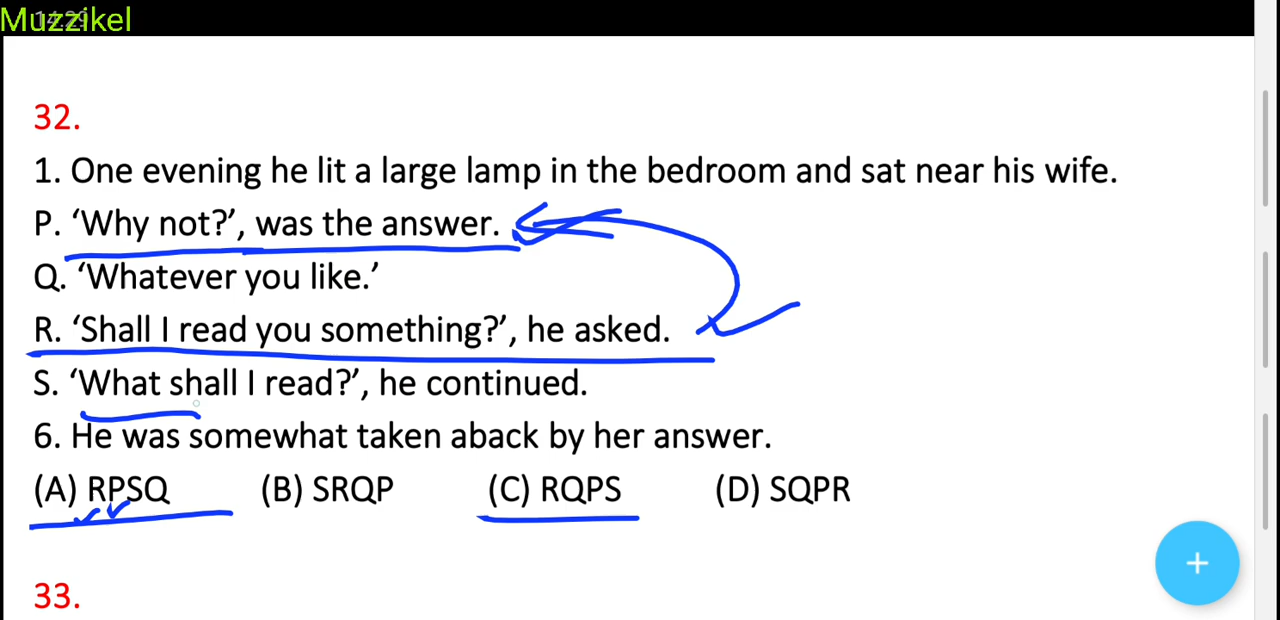 Muzzikel
14:29
32.
1. One evening he lit a large lamp in the bedroom and sat near his wife.
P. ‘Why not?’, was the answer.
Q. ‘Whatever you like.’
R. ‘Shall I read you something?’, he asked.
S. ‘What shall I read?’, he continued.
6. He was somewhat taken aback by her answer.
(A) RPSQ (B) SRQP (C) RQPS (D) SQPR
33.